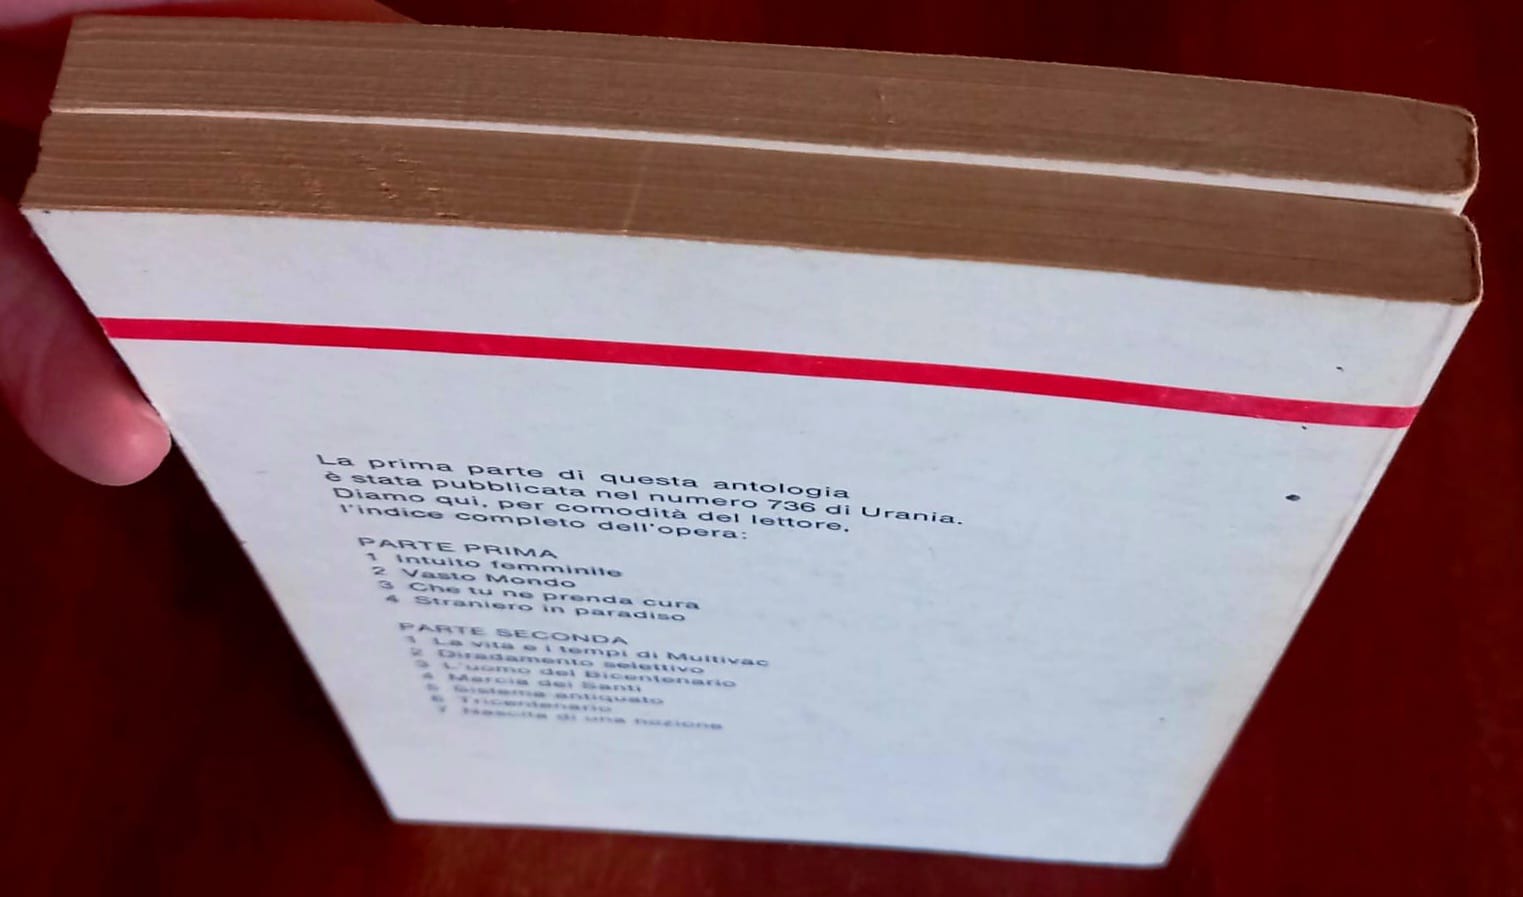 La prima parte di questa antologia
è stata pubblicata nel numero 736 di Urania.
Diamo qui, per comodità del lettore,
l'indice completo dell'opera:
PARTE PRIMA
1 Intuito femminile
2 Vasto Mondo
3 Che tu ne prenda cura
4 Straniero in paradiso
PARTE SECONDA
1 La vita e i tempi di Multivac
2 Diradamento selettivo
3 L'uomo del Bicentenario
4 Marcia dei Santi
5 Sistema antiquato
6 Tricentenario
7 Nascita di una nozione